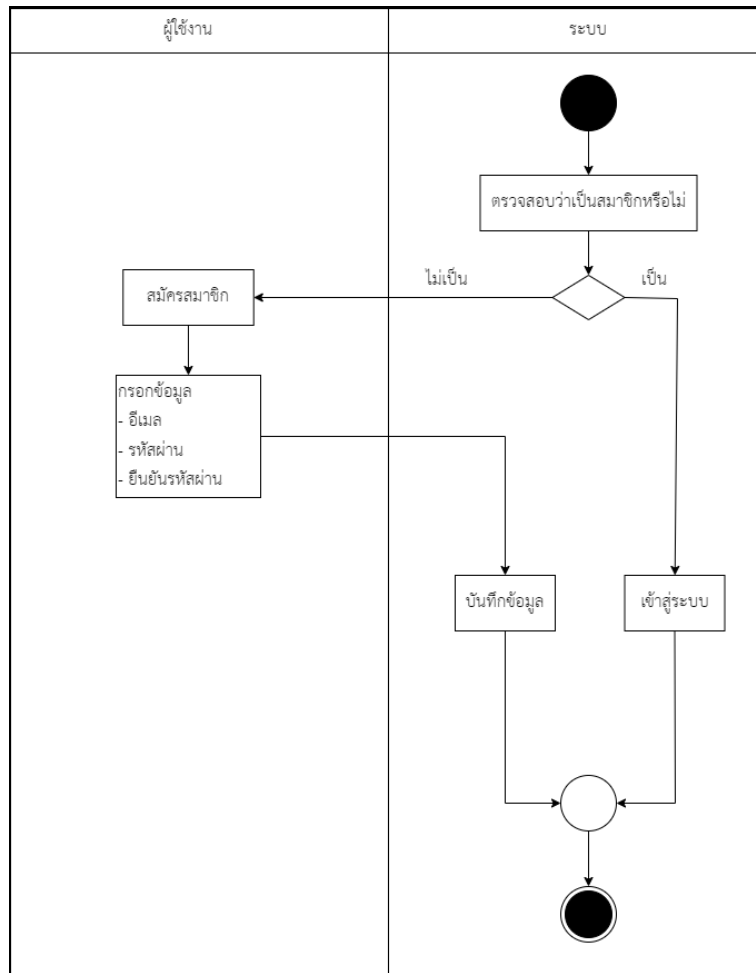 ผู้ใช้งาน
ระบบ
ตรวจสอบว่าเป็นสมาชิกหรือไม่
ไม่เป็น
เป็น
สมัครสมาชิก
กรอกข้อมูล
- อีเมล
- รหัสผ่าน
- ยืนยันรหัสผ่าน
บันทึกข้อมูล
เข้าสู่ระบบ